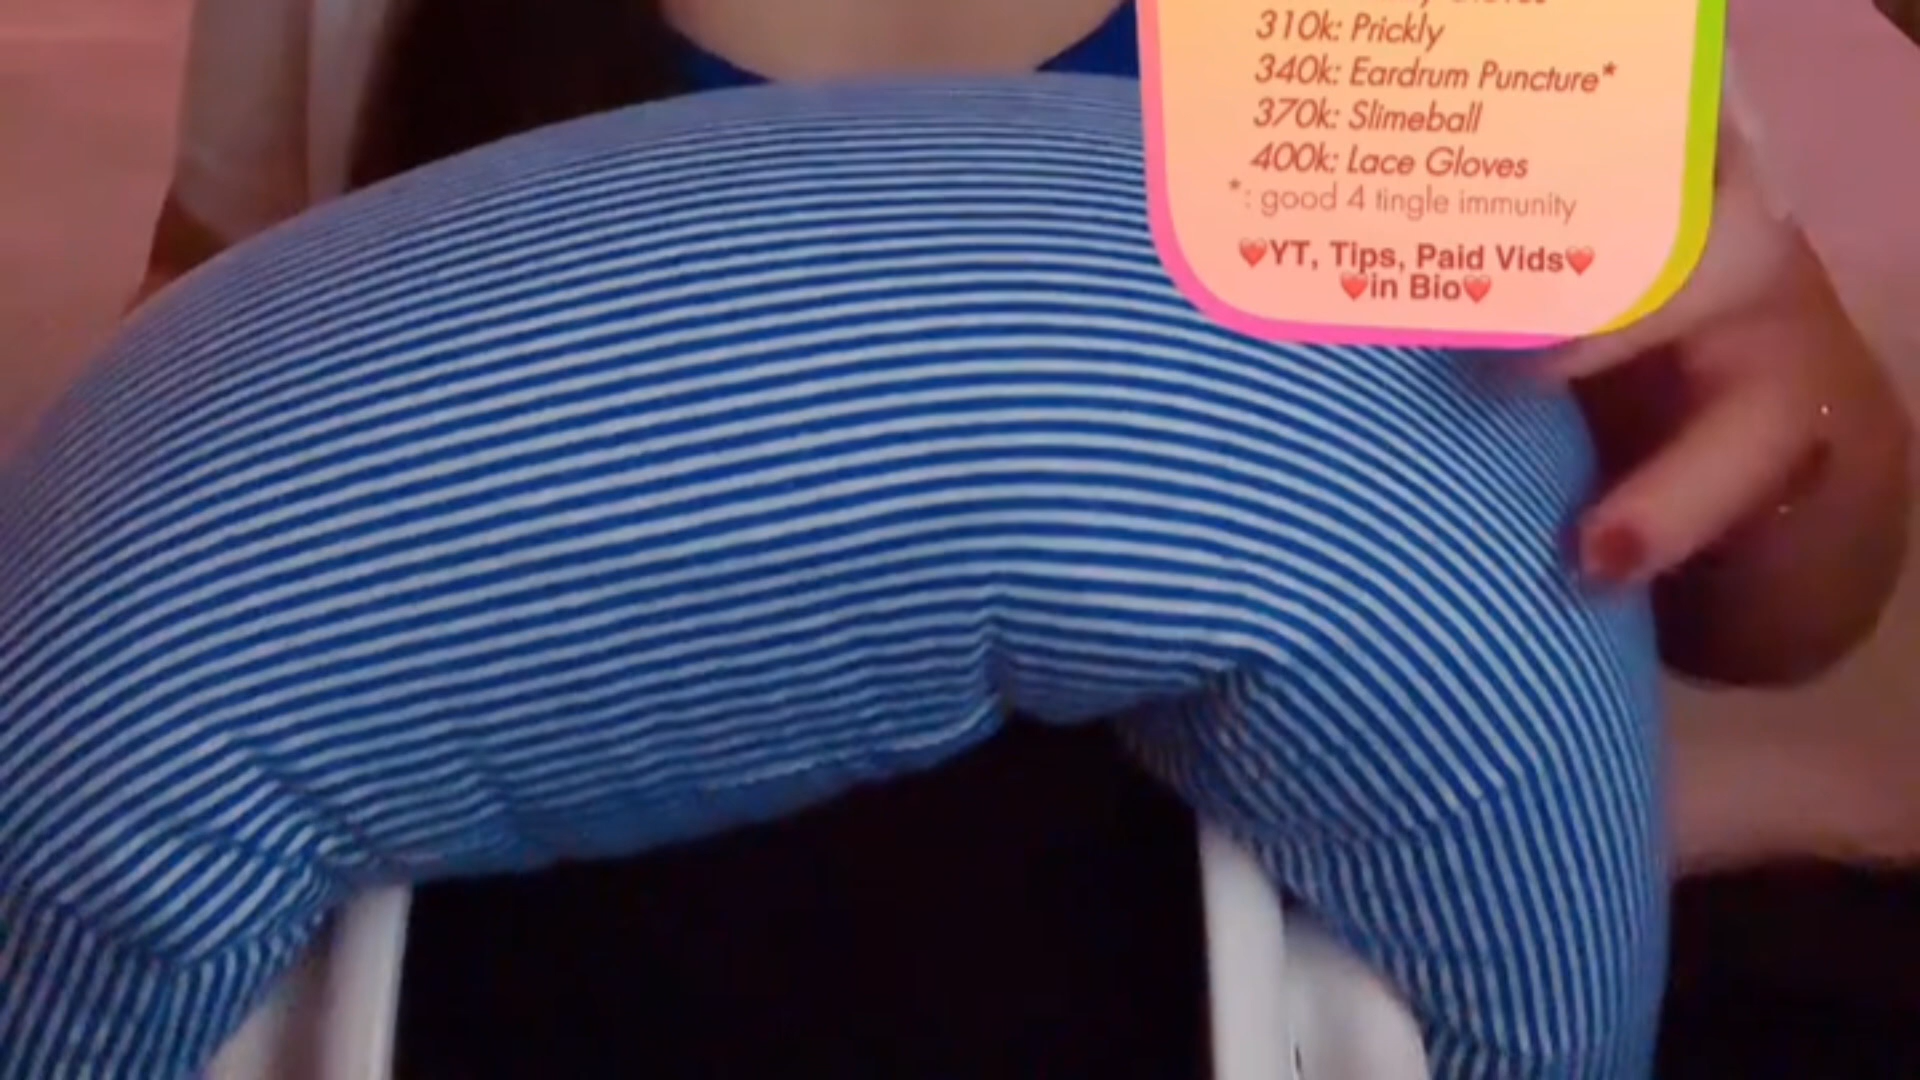 310k: Prickly
340k: Eardrum Puncture*
370k: Slimeball
400k: Lace Gloves
*: good 4 tingle immunity
❤️YT, Tips, Paid Vids❤️
❤️in Bio❤️